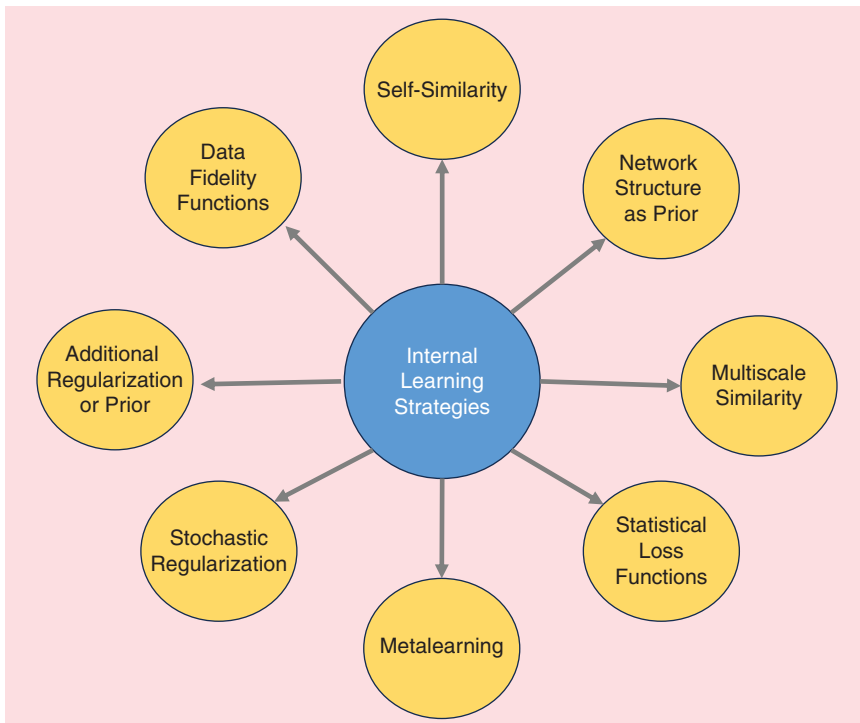 Self-Similarity
Data
Fidelity
Functions
Network
Structure
as Prior
Additional
Regularization
or Prior
Internal
Learning
Strategies
Multiscale
Similarity
Stochastic
Regularization
Statistical
Loss
Functions
Metalearning